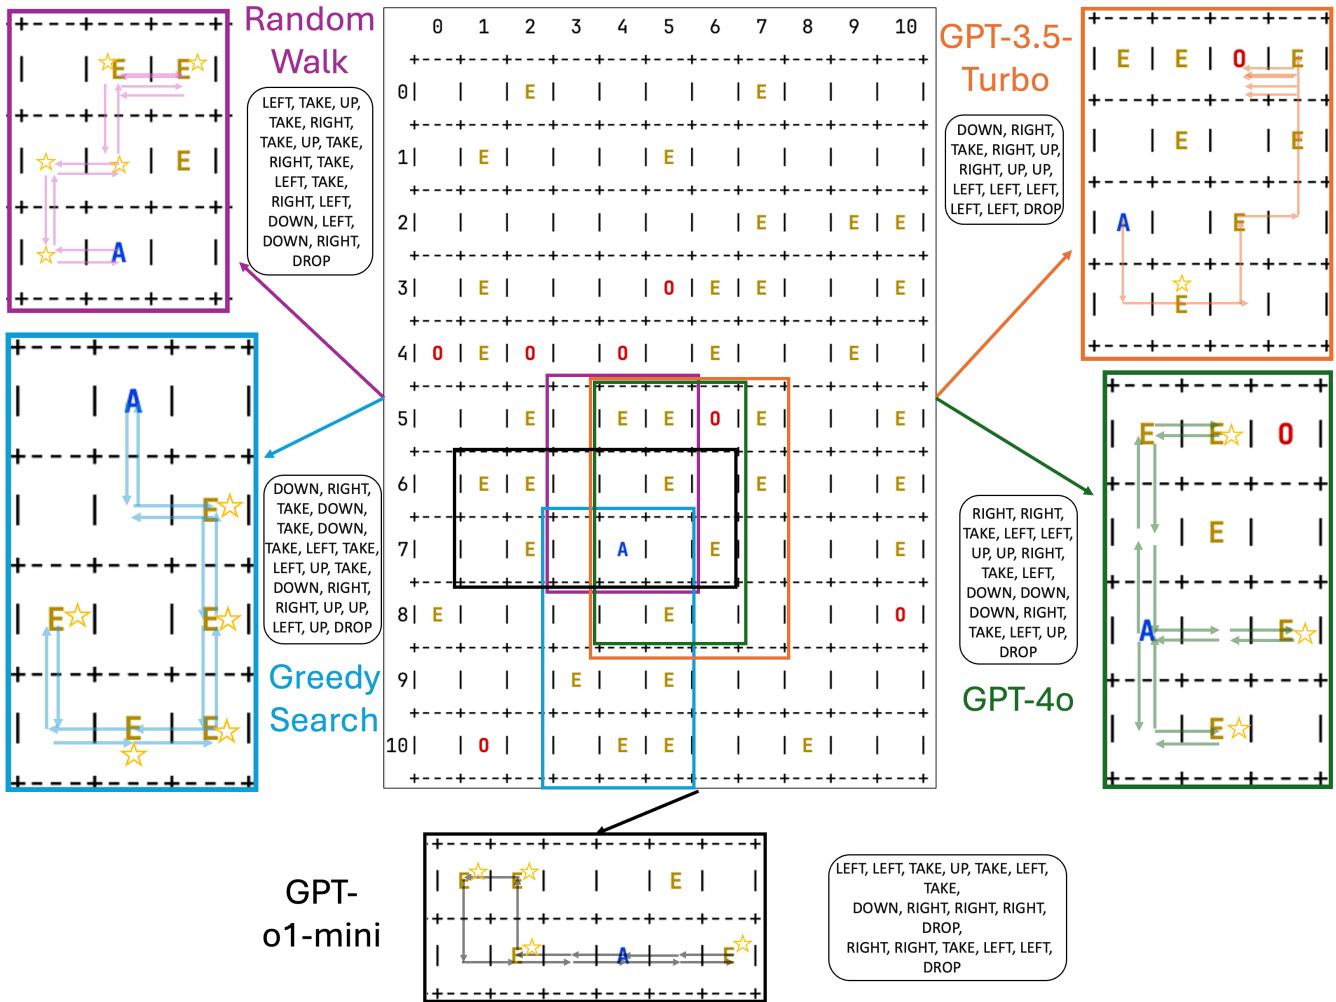 Random
Walk
E E
E
A
LEFT, TAKE, UP,
TAKE, RIGHT,
TAKE, UP, TAKE,
RIGHT, TAKE,
LEFT, TAKE,
RIGHT, LEFT,
DOWN, LEFT,
DOWN, RIGHT,
DROP
0 1 2 3 4 5 6 7 8 9 10
0 E E
1 E E
2 E E E
3 E O E E E
4 O E O O E E
5 E E E O E E
6 E E E E E
7 E A E E
8 E E O
9 E E
10 O E E E
GPT-3.5-
Turbo
DOWN, RIGHT,
TAKE, RIGHT, UP,
RIGHT, UP, UP,
LEFT, LEFT, LEFT,
LEFT, LEFT, DROP
E E O E
E E
A E
E
A
E
E E
E E
DOWN, RIGHT,
TAKE, DOWN,
TAKE, DOWN,
TAKE, LEFT, TAKE,
LEFT, UP, TAKE,
DOWN, RIGHT,
RIGHT, UP, UP,
LEFT, UP, DROP
Greedy
Search
RIGHT, RIGHT,
TAKE, LEFT, LEFT,
UP, UP, RIGHT,
TAKE, LEFT,
DOWN, DOWN,
DOWN, RIGHT,
TAKE, LEFT, UP,
DROP
GPT-4o
E E O
E
A E
E
GPT-
o1-mini
E E E
E A E
LEFT, LEFT, TAKE, UP, TAKE, LEFT,
TAKE,
DOWN, RIGHT, RIGHT, RIGHT,
DROP,
RIGHT, RIGHT, TAKE, LEFT, LEFT,
DROP